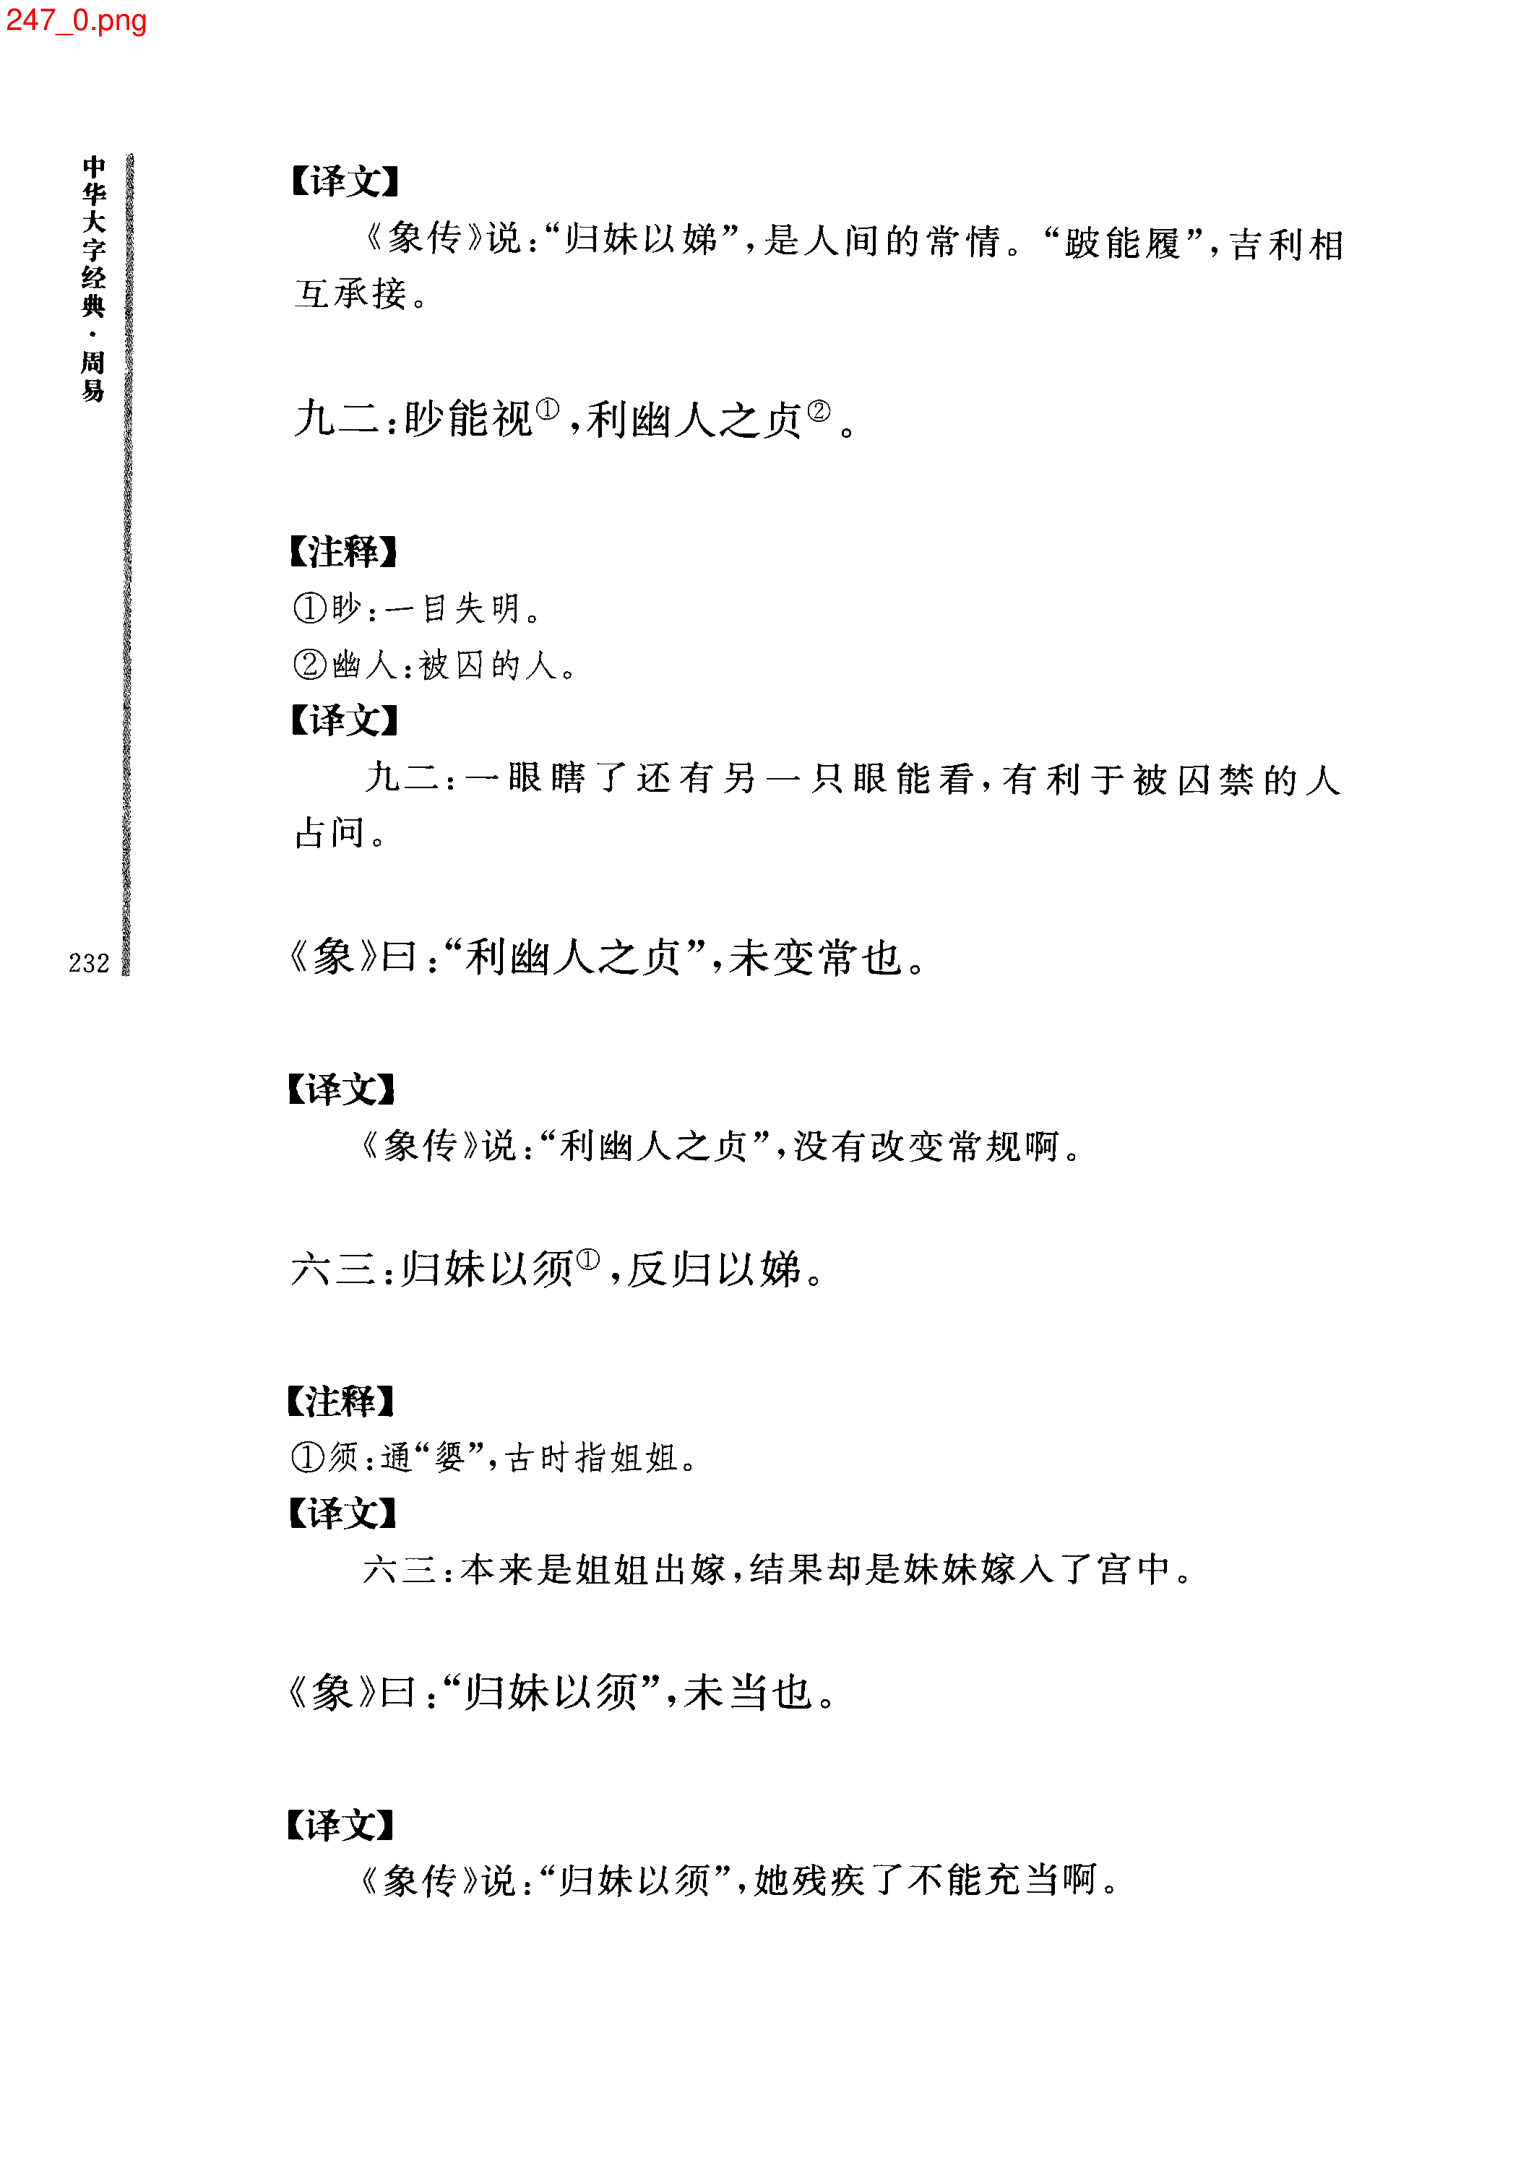 247_0.png
中华大字经典·周易
【译文】
《象传》说：“归妹以娣”，是人间的常情。“跛能履”，吉利相
互承接。
九二：眇能视①，利幽人之贞②。
【注释】
①眇：一目失明。
②幽人：被囚的人。
【译文】
九二：一眼瞎了还有另一只眼能看，有利于被囚禁的人
占问。
《象》曰：“利幽人之贞”，未变常也。
232
【译文】
《象传》说：“利幽人之贞”，没有改变常规啊。
六三：归妹以须①，反归以娣。
【注释】
①须：通“媭”，古时指姐姐。
【译文】
六三：本来是姐姐出嫁，结果却是妹妹嫁入了宫中。
《象》曰：“归妹以须”，未当也。
【译文】
《象传》说：“归妹以须”，她残疾了不能充当啊。